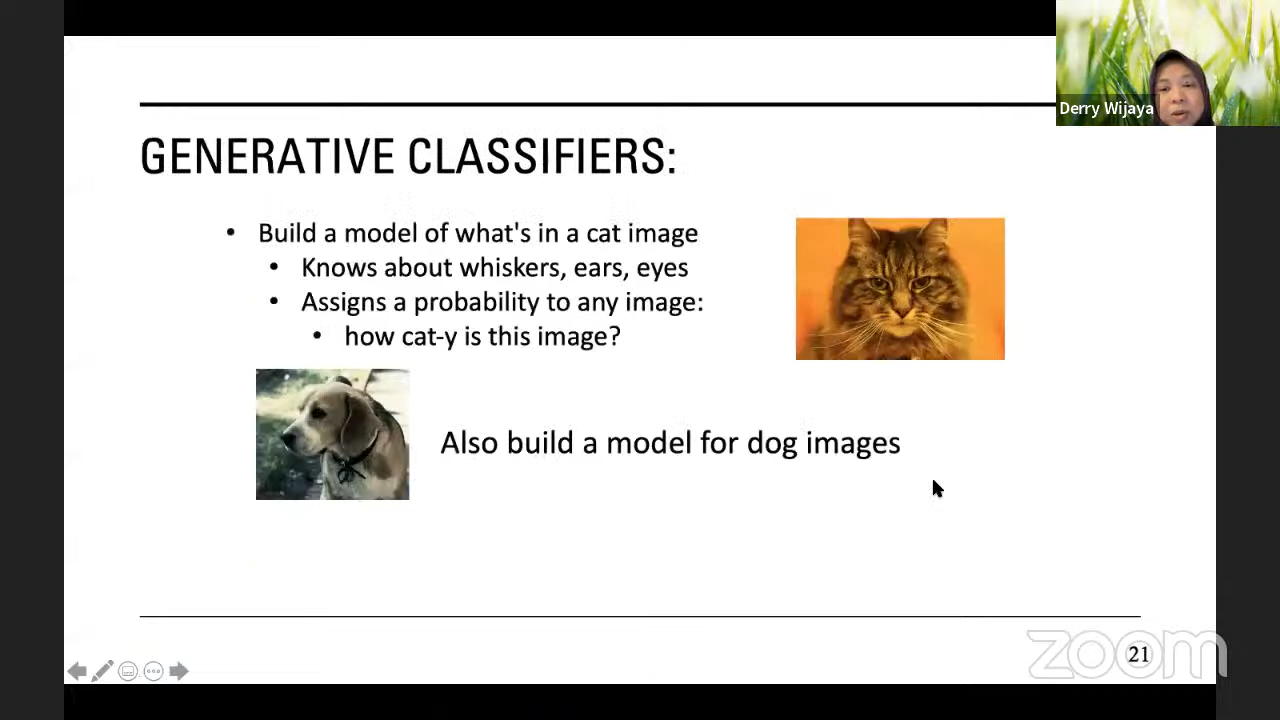 Derry Wijaya
GENERATIVE CLASSIFIERS:
• Build a model of what's in a cat image
• Knows about whiskers, ears, eyes
• Assigns a probability to any image:
• how cat-y is this image?
Also build a model for dog images
zoom
21